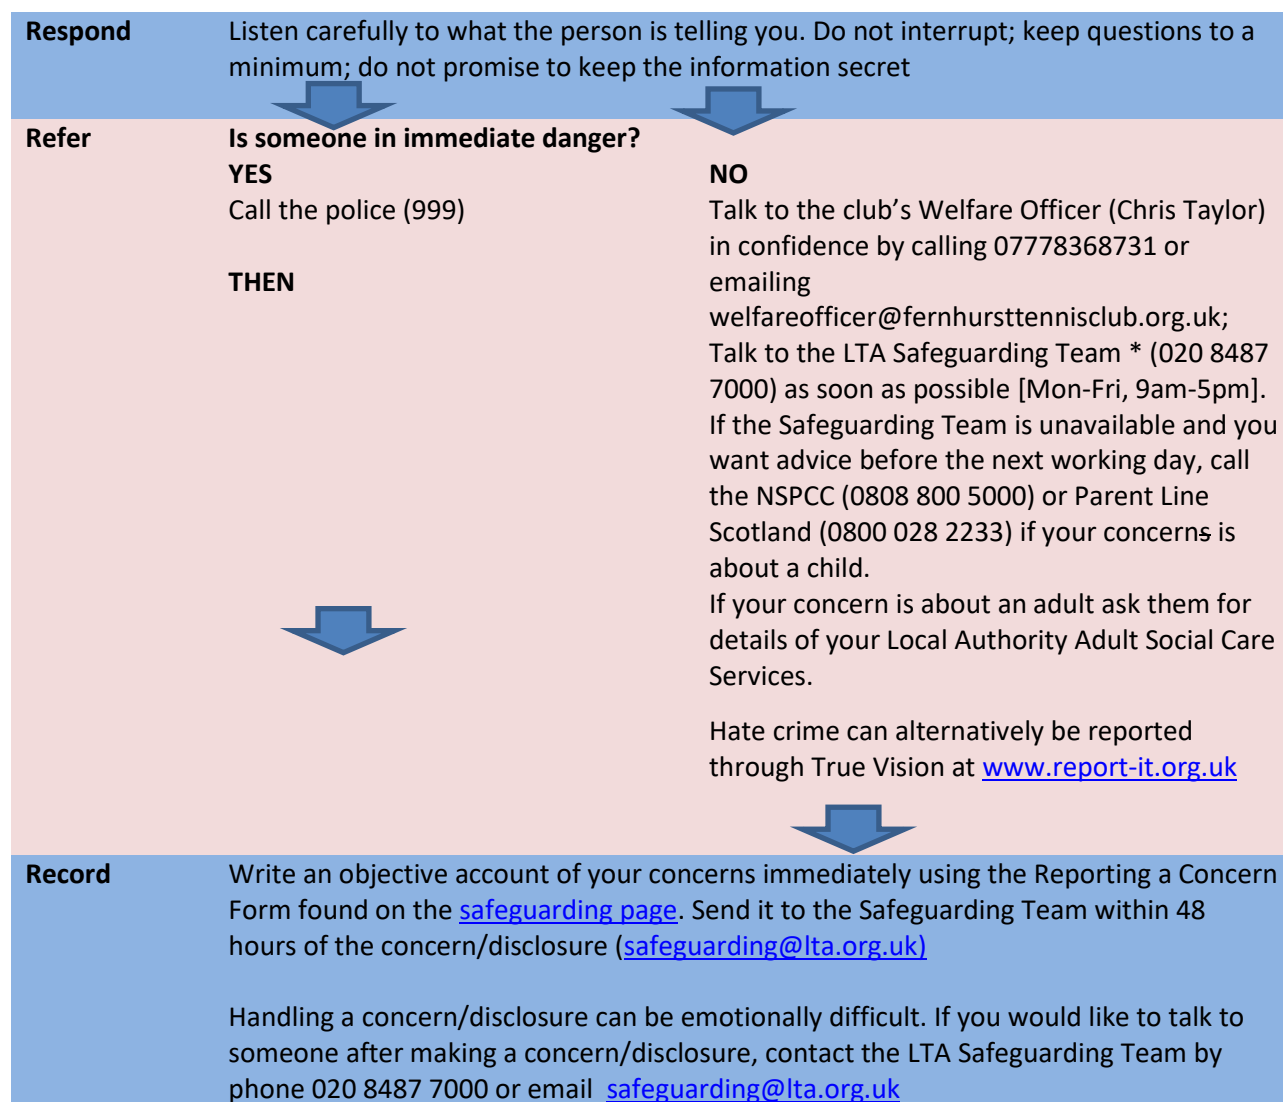 Respond
Listen carefully to what the person is telling you. Do not interrupt; keep questions to a
minimum; do not promise to keep the information secret
Refer
Is someone in immediate danger?
YES
Call the police (999)
THEN
NO
Talk to the club’s Welfare Officer (Chris Taylor)
in confidence by calling 07778368731 or
emailing
welfareofficer@fernhursttennisclub.org.uk;
Talk to the LTA Safeguarding Team * (020 8487
7000) as soon as possible [Mon-Fri, 9am-5pm].
If the Safeguarding Team is unavailable and you
want advice before the next working day, call
the NSPCC (0808 800 5000) or Parent Line
Scotland (0800 028 2233) if your concerns is
about a child.
If your concern is about an adult ask them for
details of your Local Authority Adult Social Care
Services.
Hate crime can alternatively be reported
through True Vision at www.report-it.org.uk
Record
Write an objective account of your concerns immediately using the Reporting a Concern
Form found on the safeguarding page. Send it to the Safeguarding Team within 48
hours of the concern/disclosure (safeguarding@lta.org.uk)
Handling a concern/disclosure can be emotionally difficult. If you would like to talk to
someone after making a concern/disclosure, contact the LTA Safeguarding Team by
phone 020 8487 7000 or email safeguarding@lta.org.uk